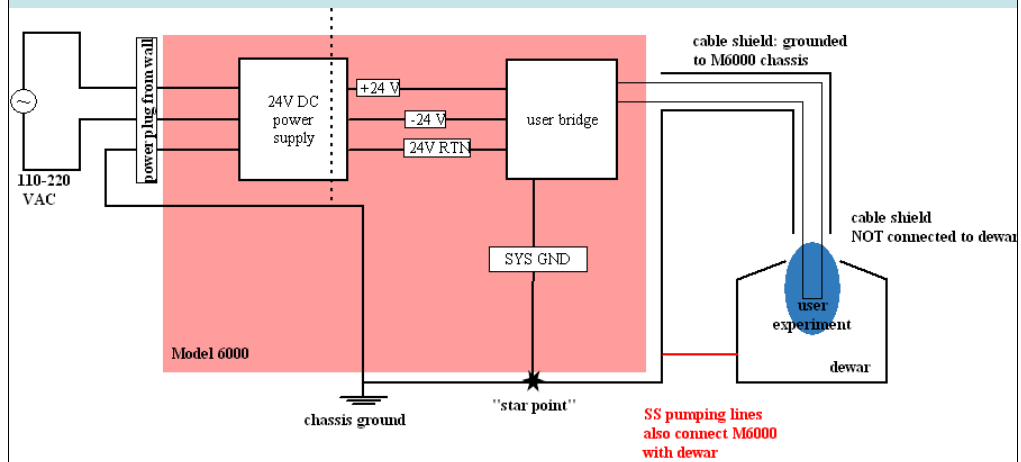 110-220
VAC
power plug from wall
24V DC
power
supply
+24 V
-24 V
24V RTN
user bridge
SYS GND
Model 6000
chassis ground
"star point"
cable shield: grounded
to M6000 chassis
cable shield
NOT connected to dewar
user
experiment
dewar
SS pumping lines
also connect M6000
with dewar